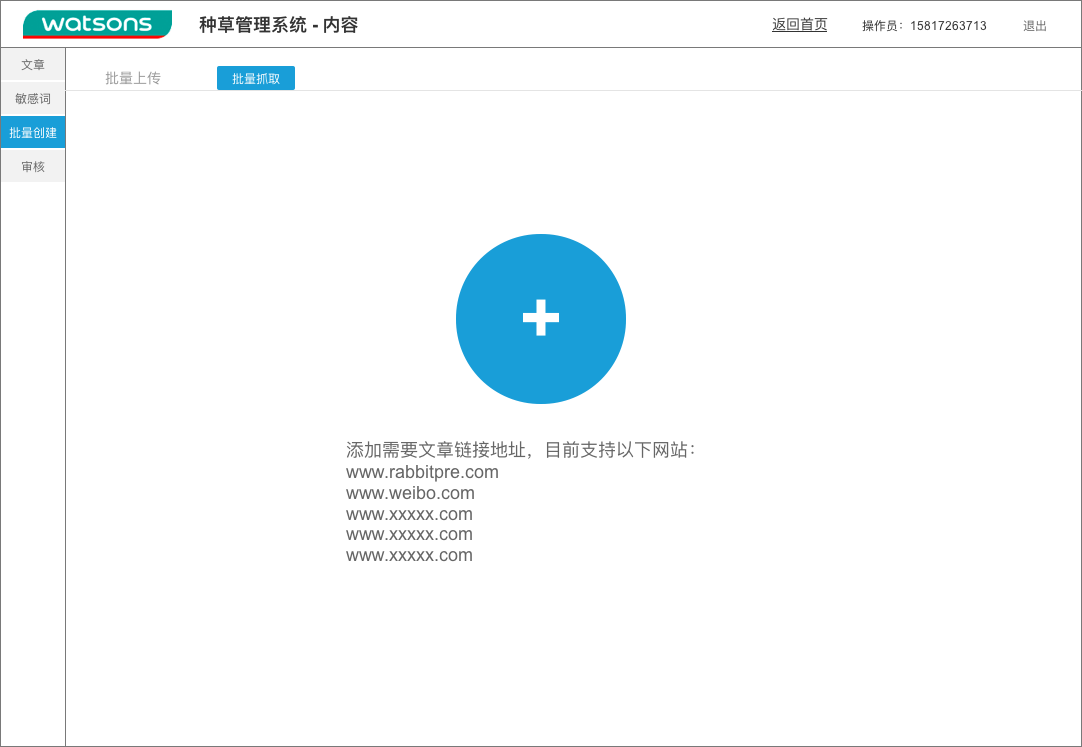 watsons
种草管理系统 - 内容
返回首页
操作员：15817263713
退出
文章
敏感词
批量创建
审核
批量上传
批量抓取
添加需要文章链接地址，目前支持以下网站：
www.rabbitpre.com
www.weibo.com
www.xxxxx.com
www.xxxxx.com
www.xxxxx.com